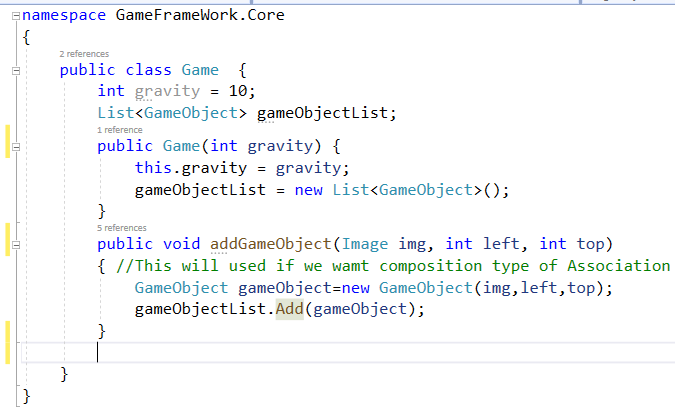 namespace GameFrameWork.Core
{
2 references
public class Game {
int gravity = 10;
List<GameObject> gameObjectList;
1 reference
public Game(int gravity) {
this.gravity = gravity;
gameObjectList = new List<GameObject>();
}
5 references
public void addGameObject(Image img, int left, int top)
{ //This will used if we wamt composition type of Association
GameObject gameObject=new GameObject(img,left,top);
gameObjectList.Add(gameObject);
}
}
}